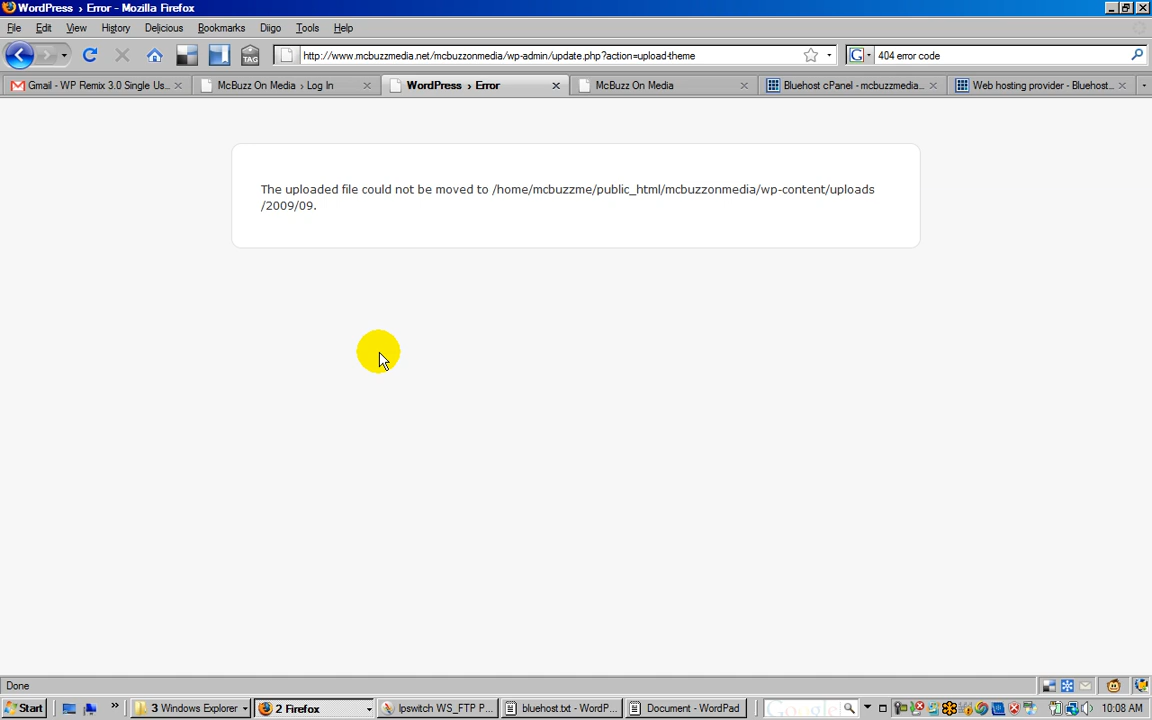 WordPress › Error - Mozilla Firefox
File Edit View History Delicious Bookmarks Diigo Tools Help
TAG http://www.mcbuzzmedia.net/mcbuzzonmedia/wp-admin/update.php?action=upload-theme G 404 error code
Gmail - WP Remix 3.0 Single Us... McBuzz On Media › Log In WordPress › Error McBuzz On Media Bluehost cPanel - mcbuzzmedia... Web hosting provider - Bluehost...
The uploaded file could not be moved to /home/mcbuzzme/public_html/mcbuzzonmedia/wp-content/uploads
/2009/09.
Done
Start » 3 Windows Explorer 2 Firefox Ipswitch WS_FTP P... bluehost.txt - WordP... Document - WordPad Google 10:08 AM